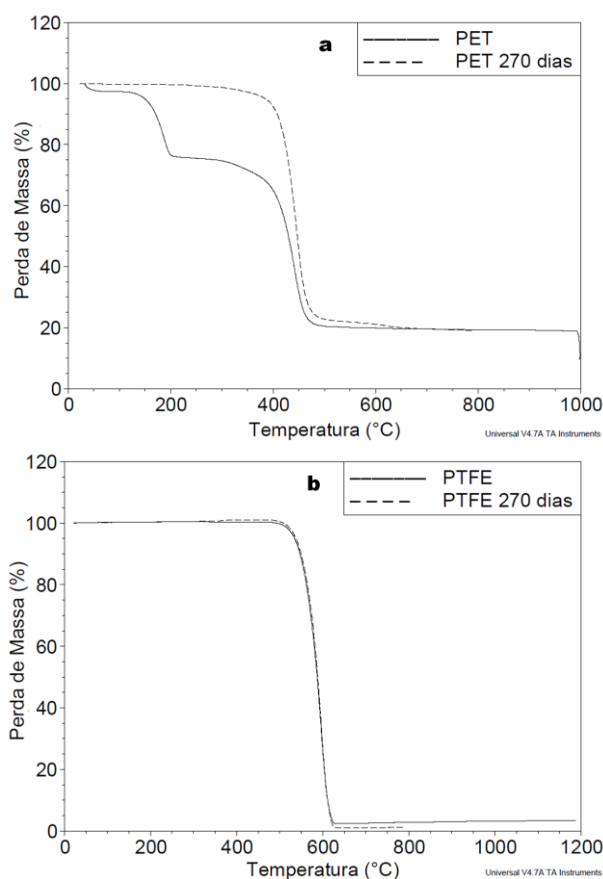 120
100
80
60
40
20
0
Perda de Massa (%)
a
PET
PET 270 dias
0 200 400 600 800 1000
Temperatura (°C)
Universal V4.7A TA Instruments
120
100
80
60
40
20
0
Perda de Massa (%)
b
PTFE
PTFE 270 dias
0 200 400 600 800 1000 1200
Temperatura (°C)
Universal V4.7A TA Instruments